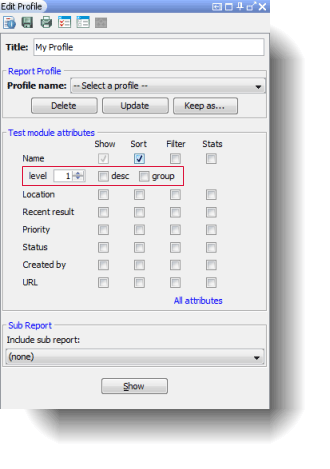 Edit Profile
Title: My Profile
Report Profile
Profile name: -- Select a profile --
Delete Update Keep as...
Test module attributes
Show Sort Filter Stats
Name
level 1 desc group
Location
Recent result
Priority
Status
Created by
URL
All attributes
Sub Report
Include sub report:
(none)
Show